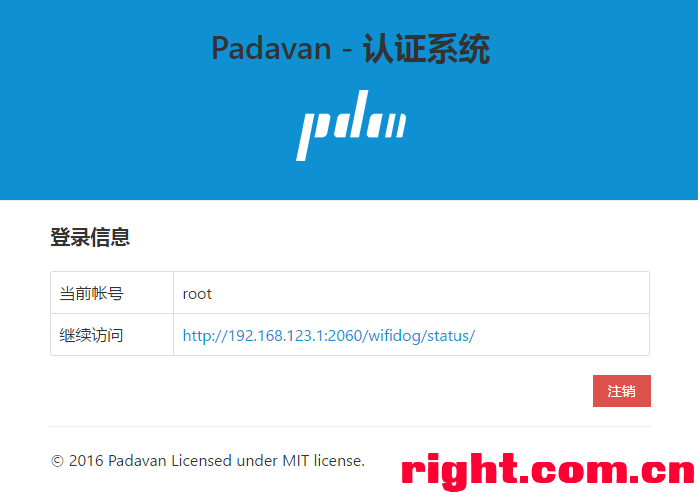 Padavan - 认证系统
pdan
登录信息
当前帐号 root
继续访问 http://192.168.123.1:2060/wifidog/status/
注销
© 2016 Padavan Licensed under MIT license.
right.com.cn